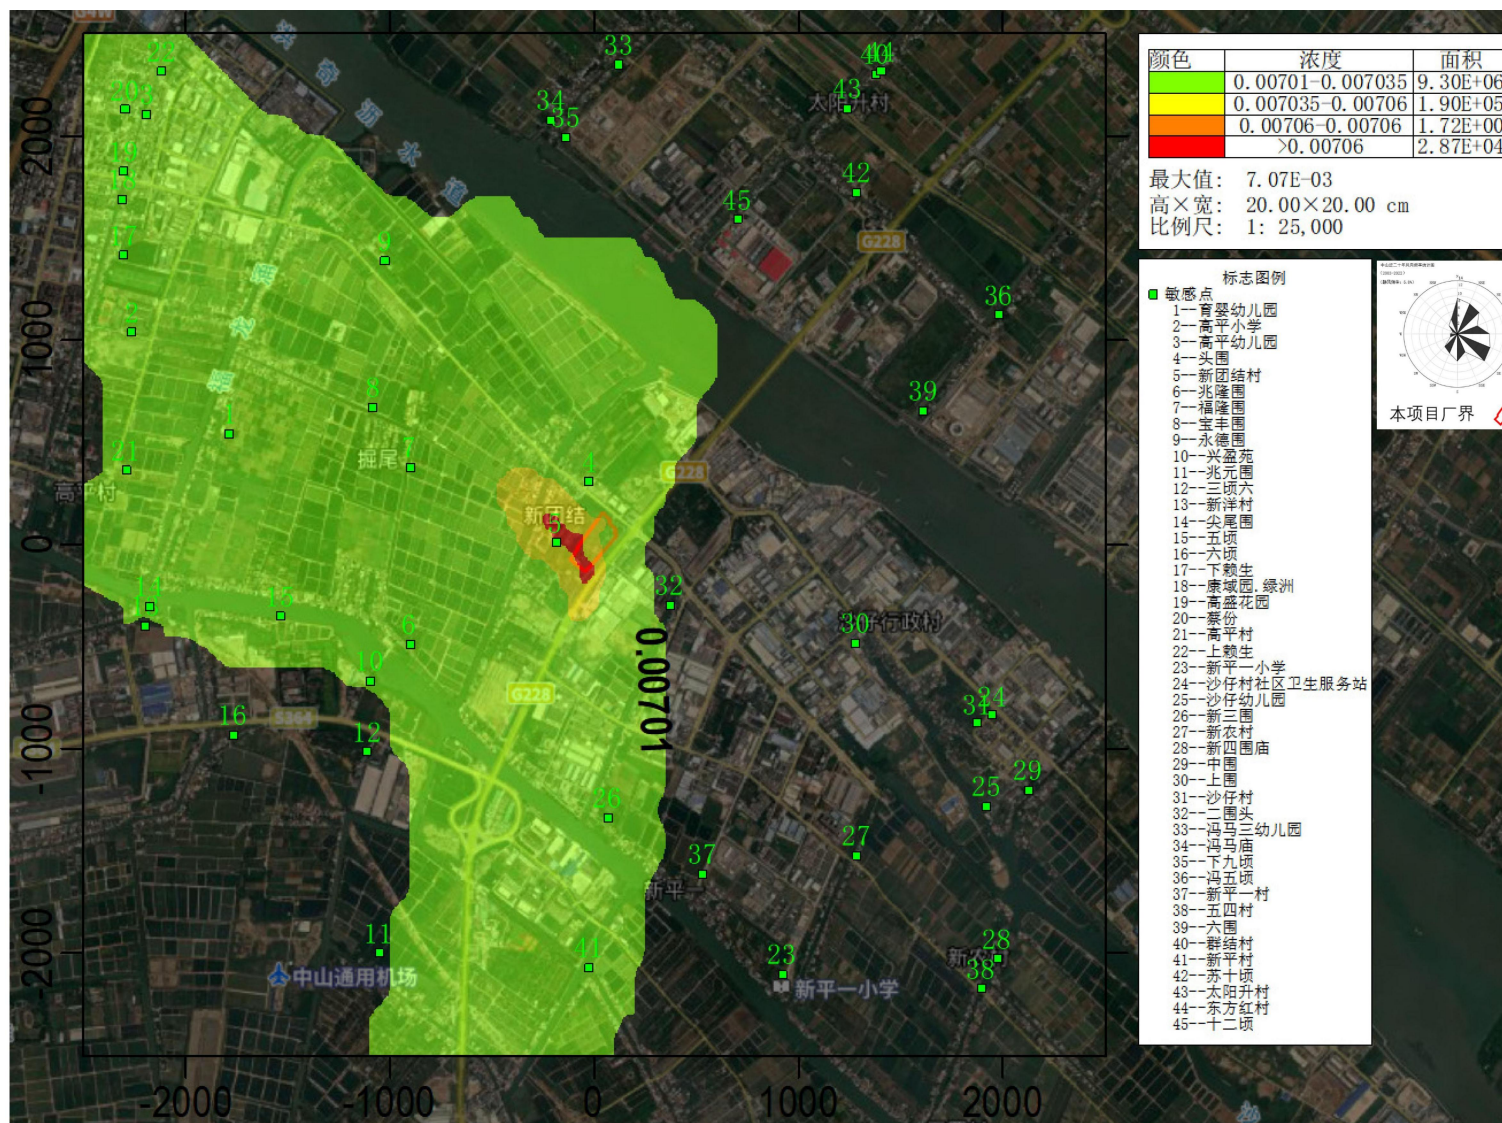 颜色 浓度 面积
0.00701-0.007035 9.30E+06
0.007035-0.00706 1.90E+05
0.00706-0.00706 1.72E+00
>0.00706 2.87E+04
最大值: 7.07E-03
高×宽: 20.00×20.00 cm
比例尺: 1: 25,000
标志图例
敏感点
1--育婴幼儿园
2--高平小学
3--高平幼儿园
4--头围
5--新团结村
6--兆隆围
7--福隆围
8--宝丰围
9--永德围
10--兴盈苑
11--兆元围
12--三顷六
13--新洋村
14--尖尾围
15--五顷
16--六顷
17--下赖生
18--康域园.绿洲
19--高盛花园
20--蔡份
21--高平村
22--上赖生
23--新平一小学
24--沙仔村社区卫生服务站
25--沙仔幼儿园
26--新三围
27--新农村
28--新四围庙
29--中围
30--上围
31--沙仔村
32--二围头
33--冯马三幼儿园
34--冯马庙
35--下九顷
36--冯五顷
37--新平一村
38--五四村
39--六围
40--群结村
41--新平村
42--苏十顷
43--太阳升村
44--东方红村
45--十二顷
本项目厂界
洪奇沥水道
22
33
40
44
20
3
34
35
43
太阳升村
19
18
42
45
17
9
G228
福龙涌
2
36
8
39
1
7
掘尾
4
G228
21
高平村
新团结
5
14
15
32
30
6
10
0.00701
G228
16
12
31
24
26
25
29
27
37
新平一
11
41
中山通用机场
23
新平一小学
28
38
2000
1000
0
-1000
-2000
-2000
-1000
0
1000
2000